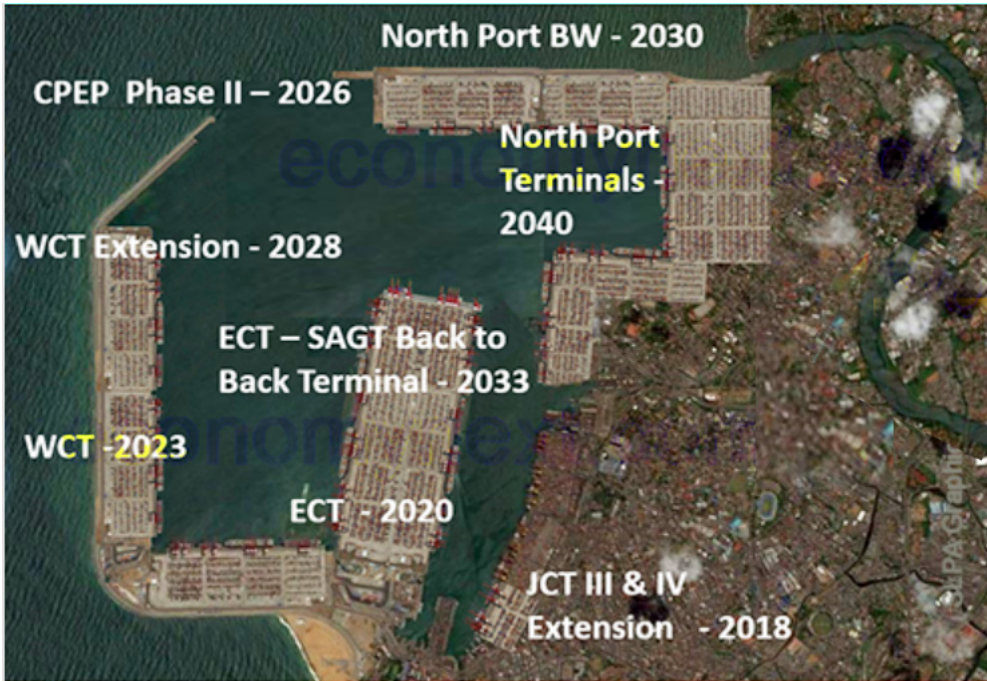 North Port BW - 2030
CPEP Phase II – 2026
North Port
Terminals -
2040
WCT Extension - 2028
ECT – SAGT Back to
Back Terminal - 2033
WCT -2023
ECT - 2020
JCT III & IV
Extension - 2018